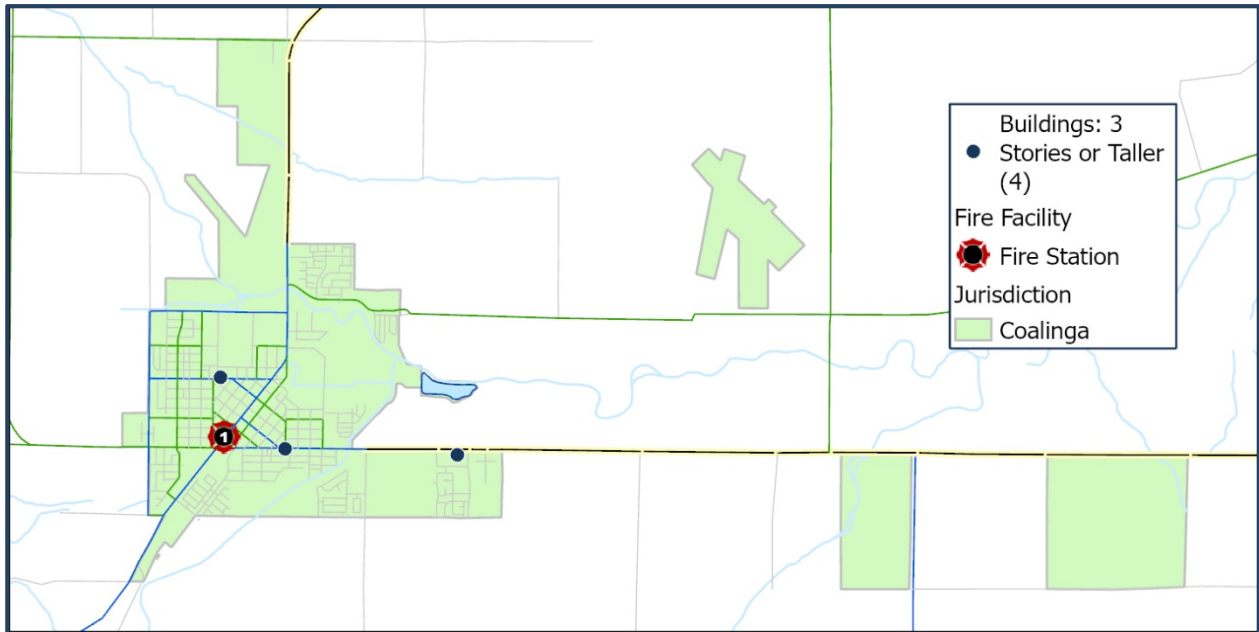 Buildings: 3
Stories or Taller
(4)
Fire Facility
Fire Station
Jurisdiction
Coalinga
1